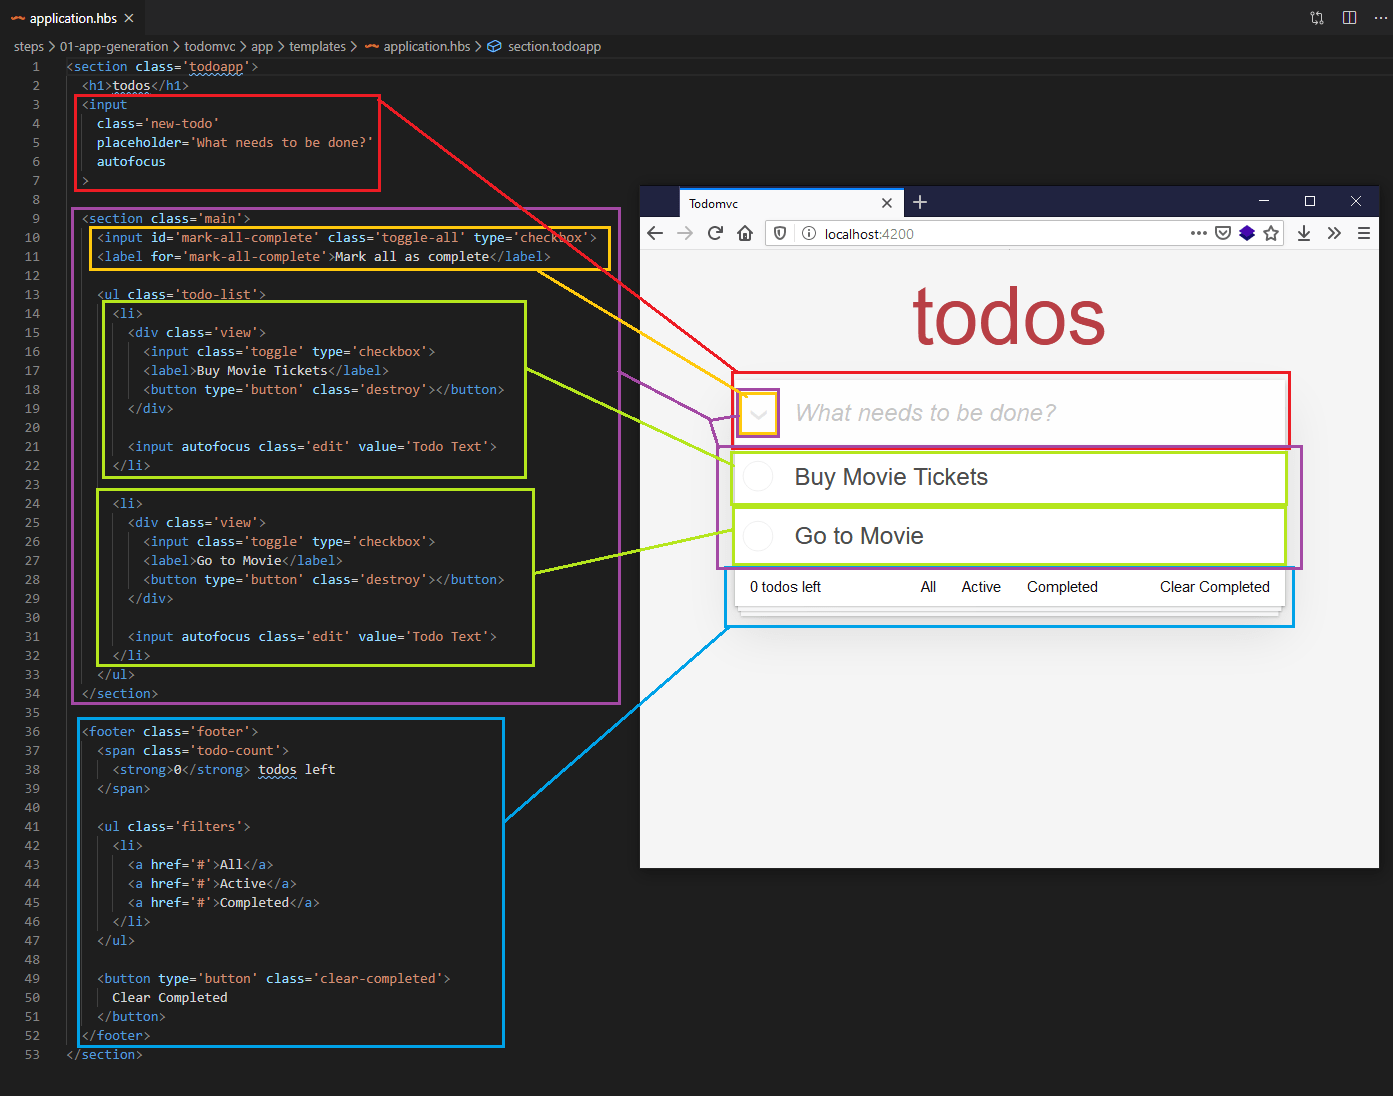 application.hbs
steps > 01-app-generation > todomvc > app > templates > application.hbs > section.todoapp
1 <section class='todoapp'>
2 <h1>todos</h1>
3 <input
4 class='new-todo'
5 placeholder='What needs to be done?'
6 autofocus
7 >
8
9 <section class='main'>
10 <input id='mark-all-complete' class='toggle-all' type='checkbox'>
11 <label for='mark-all-complete'>Mark all as complete</label>
12
13 <ul class='todo-list'>
14 <li>
15 <div class='view'>
16 <input class='toggle' type='checkbox'>
17 <label>Buy Movie Tickets</label>
18 <button type='button' class='destroy'></button>
19 </div>
20
21 <input autofocus class='edit' value='Todo Text'>
22 </li>
23
24 <li>
25 <div class='view'>
26 <input class='toggle' type='checkbox'>
27 <label>Go to Movie</label>
28 <button type='button' class='destroy'></button>
29 </div>
30
31 <input autofocus class='edit' value='Todo Text'>
32 </li>
33 </ul>
34 </section>
35
36 <footer class='footer'>
37 <span class='todo-count'>
38 <strong>0</strong> todos left
39 </span>
40
41 <ul class='filters'>
42 <li>
43 <a href='#'>All</a>
44 <a href='#'>Active</a>
45 <a href='#'>Completed</a>
46 </li>
47 </ul>
48
49 <button type='button' class='clear-completed'>
50 Clear Completed
51 </button>
52 </footer>
53 </section>
Todomvc
localhost:4200
todos
What needs to be done?
Buy Movie Tickets
Go to Movie
0 todos left All Active Completed Clear Completed